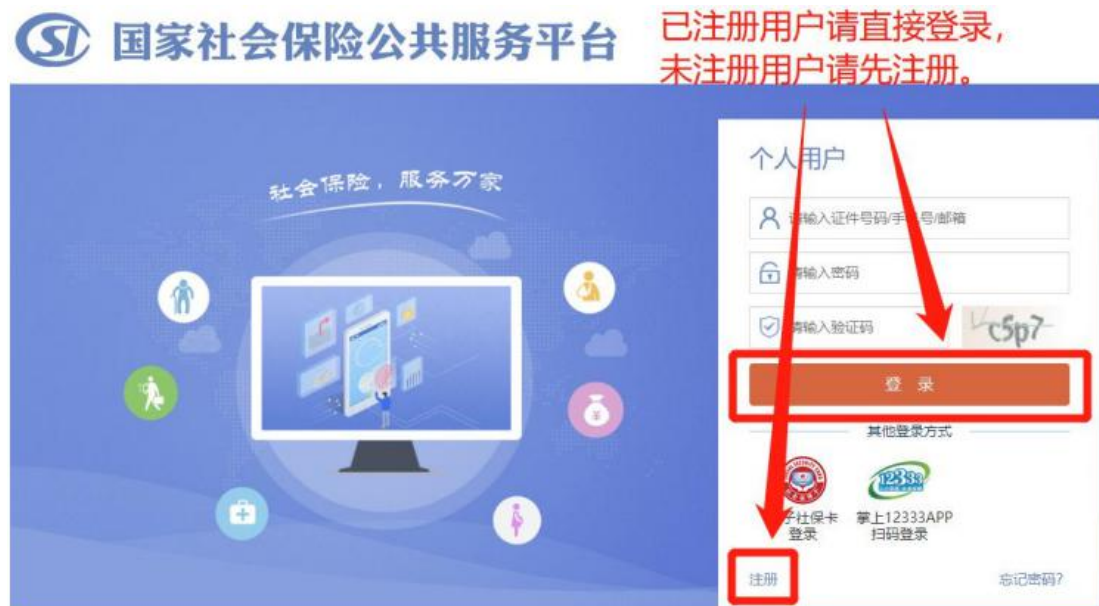 国家社会保险公共服务平台
已注册用户请直接登录，
未注册用户请先注册。
社会保险，服务万家
个人用户
请输入证件号码/手机号/邮箱
请输入密码
请输入验证码
c5p7
登 录
其他登录方式
12333
电子社保卡
登录
掌上12333APP
扫码登录
注册
忘记密码?